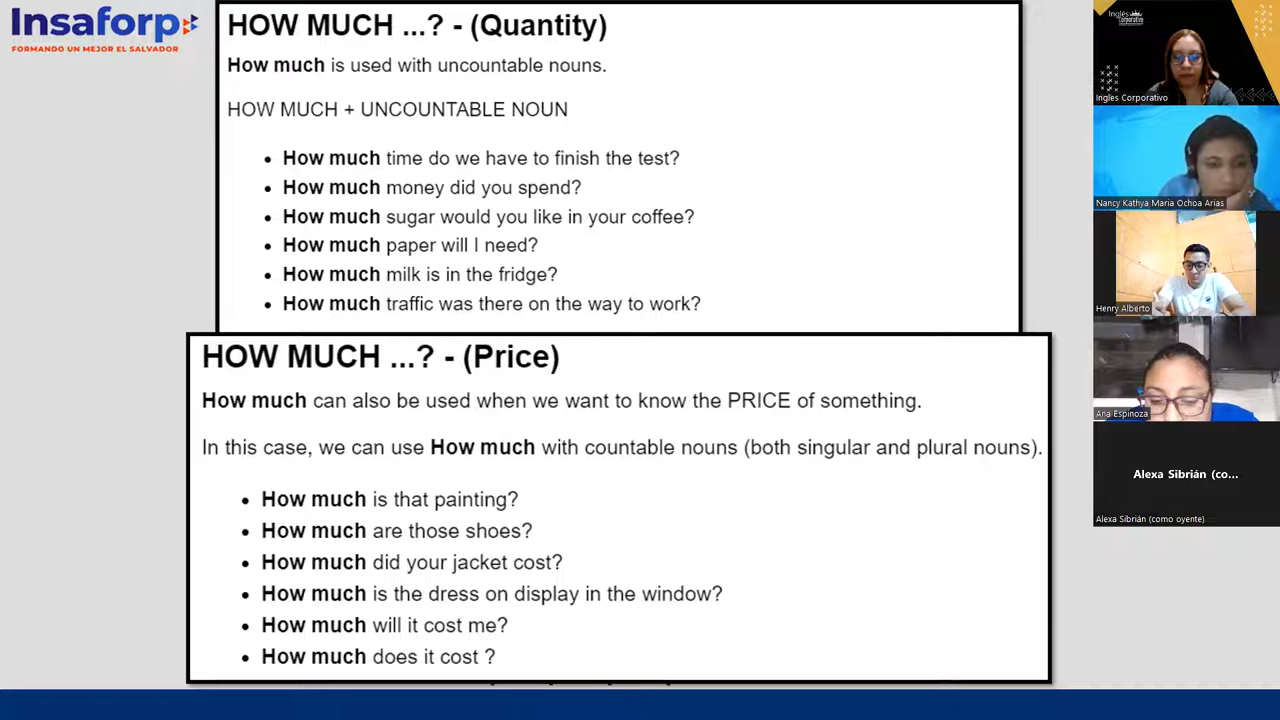 Insaforp
FORMANDO UN MEJOR EL SALVADOR
HOW MUCH ...? - (Quantity)
How much is used with uncountable nouns.
HOW MUCH + UNCOUNTABLE NOUN
• How much time do we have to finish the test?
• How much money did you spend?
• How much sugar would you like in your coffee?
• How much paper will I need?
• How much milk is in the fridge?
• How much traffic was there on the way to work?
HOW MUCH ...? - (Price)
How much can also be used when we want to know the PRICE of something.
In this case, we can use How much with countable nouns (both singular and plural nouns).
• How much is that painting?
• How much are those shoes?
• How much did your jacket cost?
• How much is the dress on display in the window?
• How much will it cost me?
• How much does it cost ?
Inglés
Corporativo
Ingles Corporativo
Nancy Kathya Maria Ochoa Arias
Henry Alberto
Ana Espinoza
Alexa Sibrián (co...
Alexa Sibrián (como oyente)